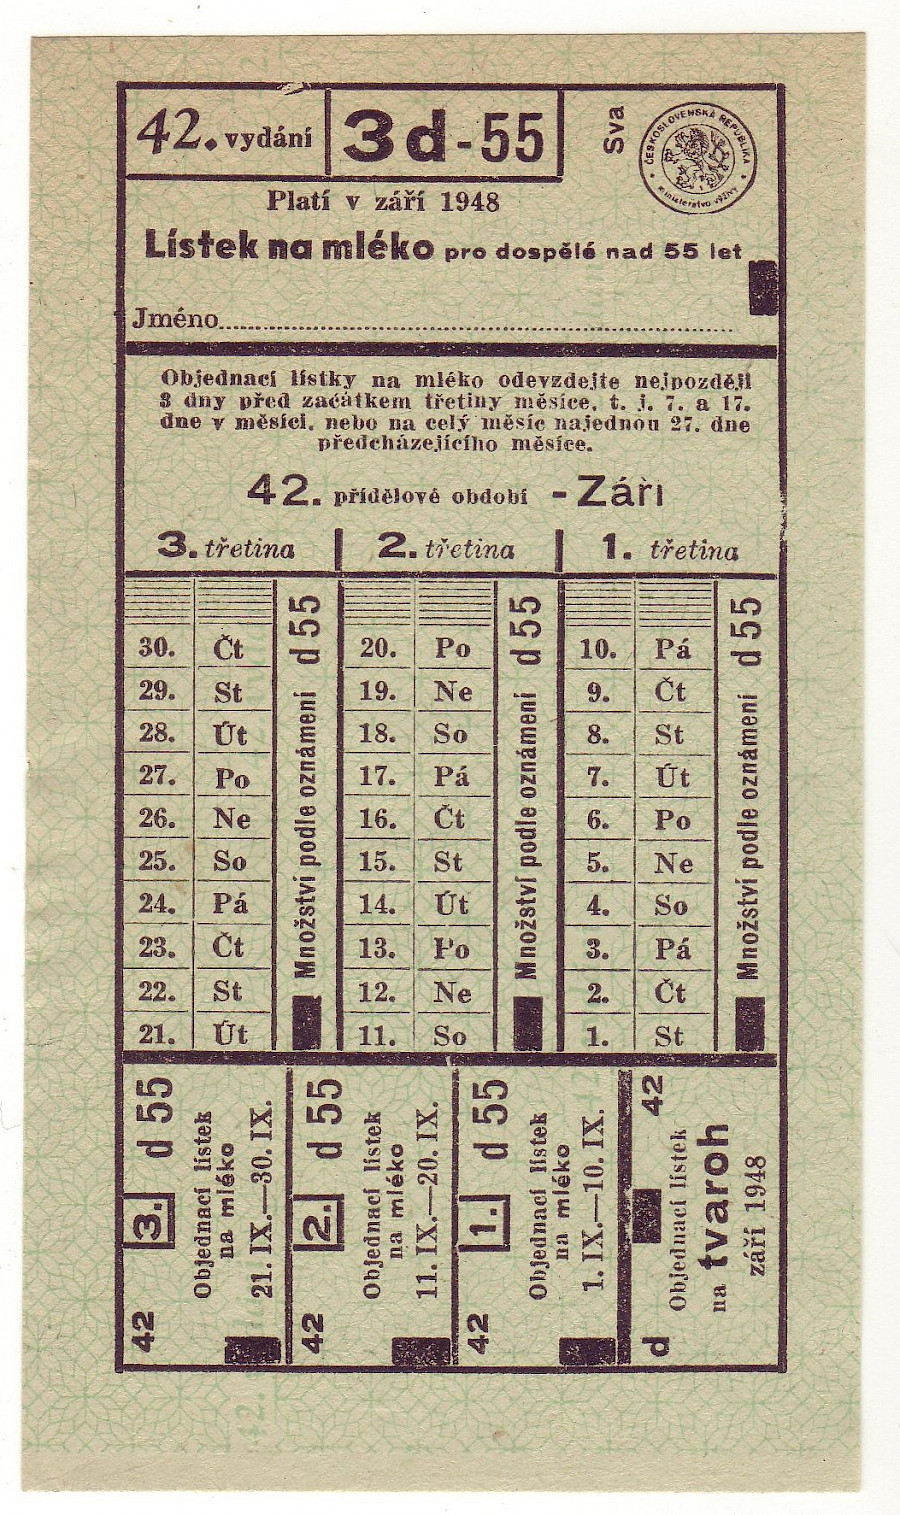 42. vydání
3d-55
Sva
ČESKOSLOVENSKÁ REPUBLIKA
ministerstvo výživy
Platí v září 1948
Lístek na mléko pro dospělé nad 55 let
Jméno
Objednací lístky na mléko odevzdejte nejpozději
3 dny před začátkem třetiny měsíce, t. j. 7. a 17.
dne v měsíci, nebo na celý měsíc najednou 27. dne
předcházejícího měsíce.
42. přídělové období - Září
3. třetina 2. třetina 1. třetina
30. Čt 20. Po 10. Pá
29. St 19. Ne 9. Čt
28. Út 18. So 8. St
27. Po 17. Pá 7. Út
26. Ne 16. Čt 6. Po
25. So 15. St 5. Ne
24. Pá 14. Út 4. So
23. Čt 13. Po 3. Pá
22. St 12. Ne 2. Čt
21. Út 11. So 1. St
Množství podle oznámení d 55
Množství podle oznámení d 55
Množství podle oznámení d 55
42 3. d 55
Objednací lístek
na mléko
21. IX.—30. IX.
42 2. d 55
Objednací lístek
na mléko
11. IX.—20. IX.
42 1. d 55
Objednací lístek
na mléko
1. IX.—10. IX.
d 42
Objednací lístek
na tvaroh
září 1948
42.